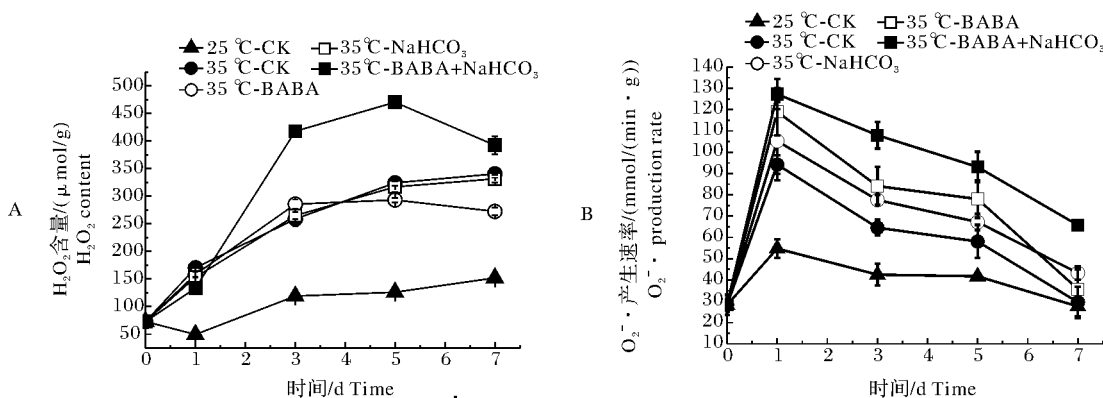 25 ℃-CK
35℃-NaHCO₃
35 ℃-CK
35℃-BABA+NaHCO₃
35 ℃-BABA
500
450
400
350
300
250
200
150
100
50
0
1
2
3
4
5
6
7
H₂O₂含量/(μmol/g)
H₂O₂ content
时间/d Time
A
25 ℃-CK
35 ℃-BABA
35 ℃-CK
35℃-BABA+NaHCO₃
35℃-NaHCO₃
140
130
120
110
100
90
80
70
60
50
40
30
20
10
0
1
2
3
4
5
6
7
O₂⁻·产生速率/(mmol/(min·g))
O₂⁻· production rate
时间/d Time
B